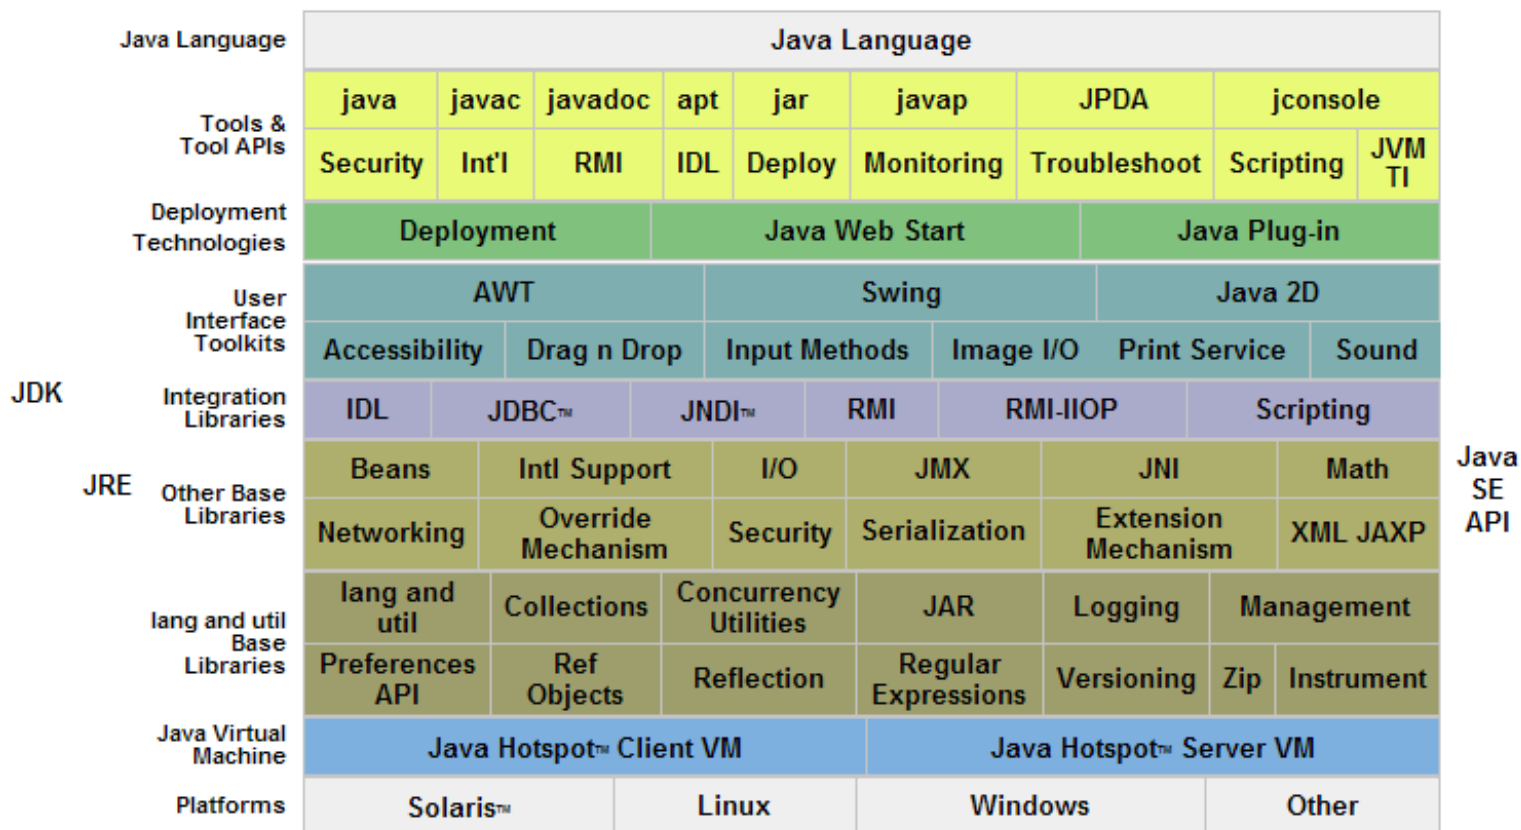 Java Language
Java Language
Tools &
Tool APIs
java javac javadoc apt jar javap JPDA jconsole
Security Int'l RMI IDL Deploy Monitoring Troubleshoot Scripting JVM
TI
Deployment
Technologies
Deployment Java Web Start Java Plug-in
User
Interface
Toolkits
AWT Swing Java 2D
Accessibility Drag n Drop Input Methods Image I/O Print Service Sound
JDK
Integration
Libraries
IDL JDBC™ JNDI™ RMI RMI-IIOP Scripting
JRE
Other Base
Libraries
Beans Intl Support I/O JMX JNI Math
Networking Override
Mechanism Security Serialization Extension
Mechanism XML JAXP
Java
SE
API
lang and util
Base
Libraries
lang and
util Collections Concurrency
Utilities JAR Logging Management
Preferences
API Ref
Objects Reflection Regular
Expressions Versioning Zip Instrument
Java Virtual
Machine
Java Hotspot™ Client VM Java Hotspot™ Server VM
Platforms
Solaris™ Linux Windows Other